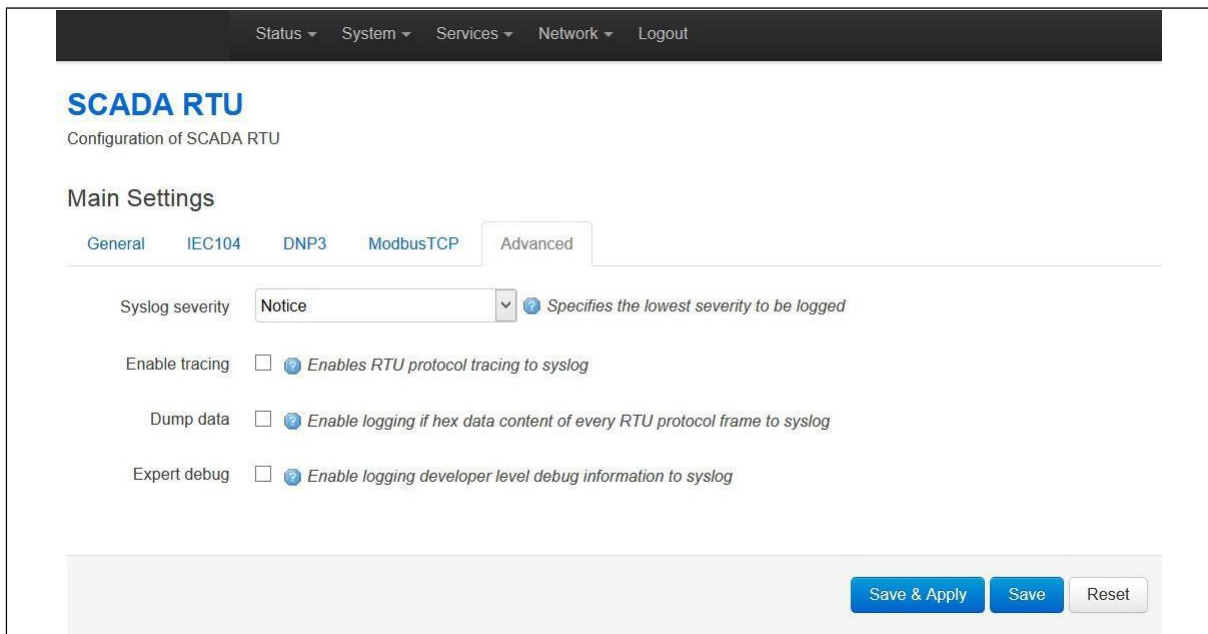 Status System Services Network Logout
SCADA RTU
Configuration of SCADA RTU
Main Settings
General IEC104 DNP3 ModbusTCP Advanced
Syslog severity Notice ? Specifies the lowest severity to be logged
Enable tracing ? Enables RTU protocol tracing to syslog
Dump data ? Enable logging if hex data content of every RTU protocol frame to syslog
Expert debug ? Enable logging developer level debug information to syslog
Save & Apply Save Reset